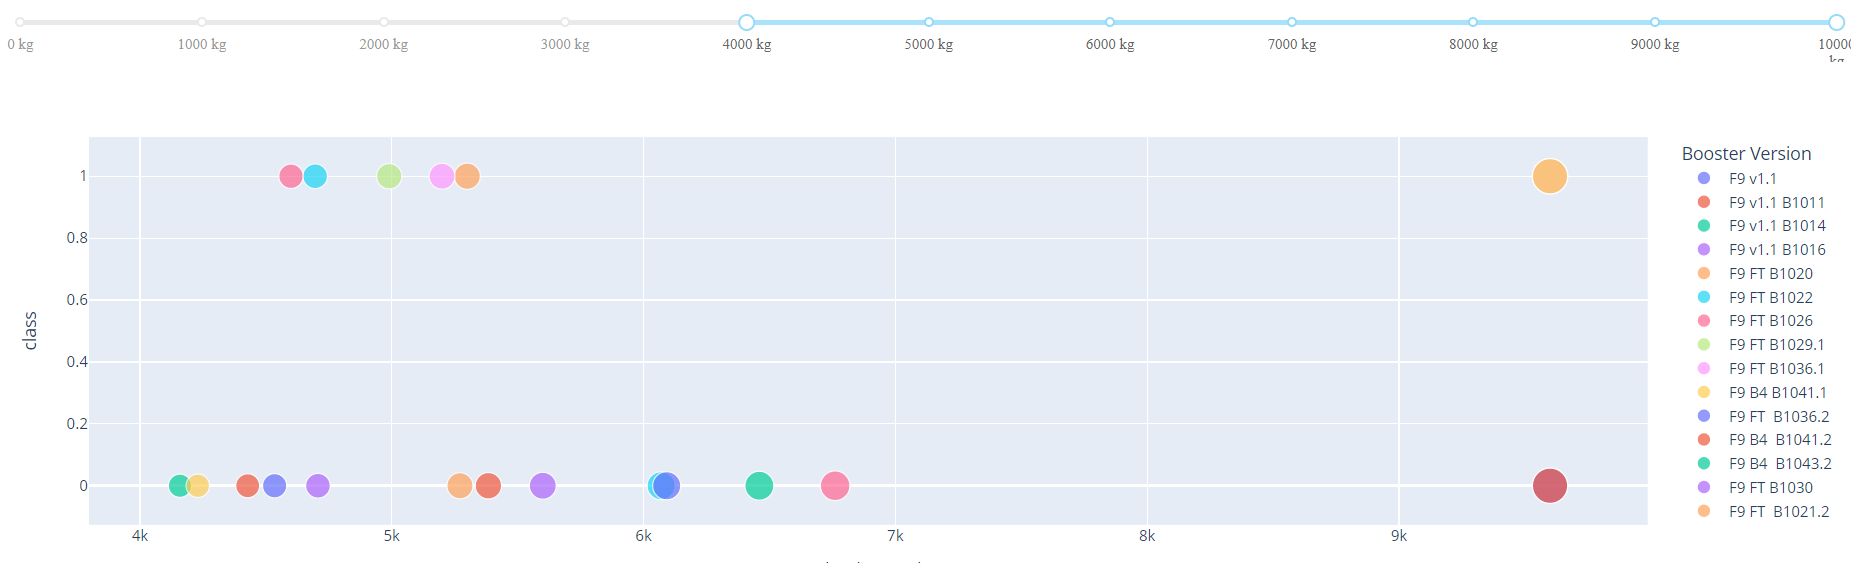 0 kg 1000 kg 2000 kg 3000 kg 4000 kg 5000 kg 6000 kg 7000 kg 8000 kg 9000 kg 10000
kg
Booster Version
F9 v1.1
F9 v1.1 B1011
F9 v1.1 B1014
F9 v1.1 B1016
F9 FT B1020
F9 FT B1022
F9 FT B1026
F9 FT B1029.1
F9 FT B1036.1
F9 B4 B1041.1
F9 FT  B1036.2
F9 B4  B1041.2
F9 B4  B1043.2
F9 FT B1030
F9 FT  B1021.2
class
1
0.8
0.6
0.4
0.2
0
4k 5k 6k 7k 8k 9k